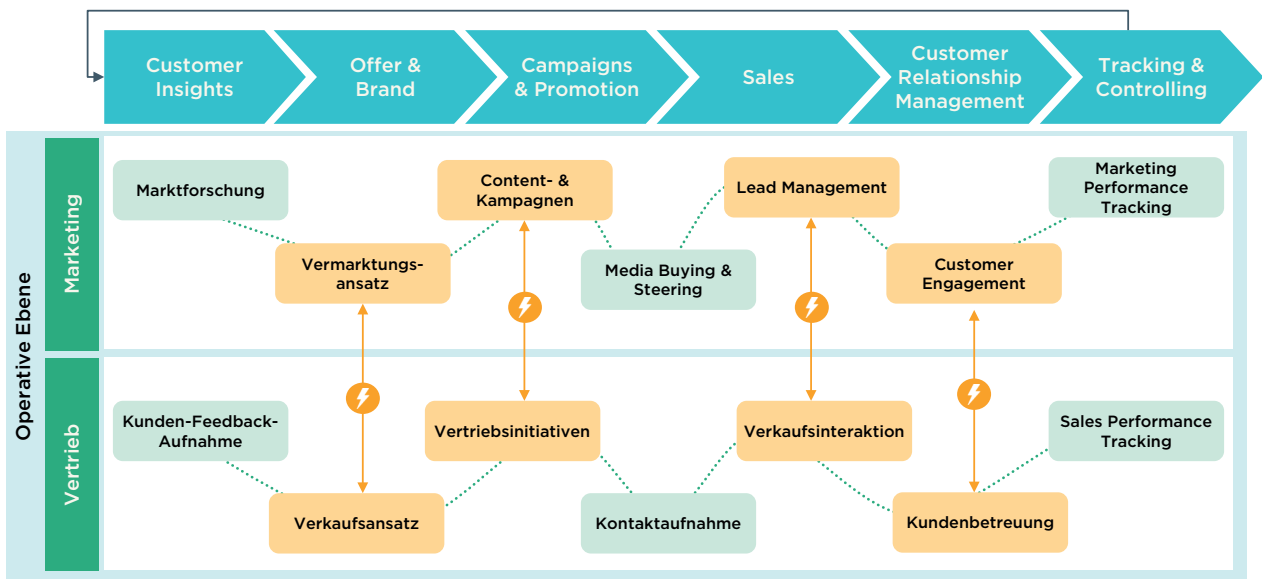 Customer
Insights
Offer &
Brand
Campaigns
& Promotion
Sales
Customer
Relationship
Management
Tracking &
Controlling
Operative Ebene
Marketing
Marktforschung
Content- &
Kampagnen
Lead Management
Marketing
Performance
Tracking
Vermarktungs-
ansatz
Media Buying &
Steering
Customer
Engagement
Vertrieb
Kunden-Feedback-
Aufnahme
Vertriebsinitiativen
Verkaufsinteraktion
Sales Performance
Tracking
Verkaufsansatz
Kontaktaufnahme
Kundenbetreuung